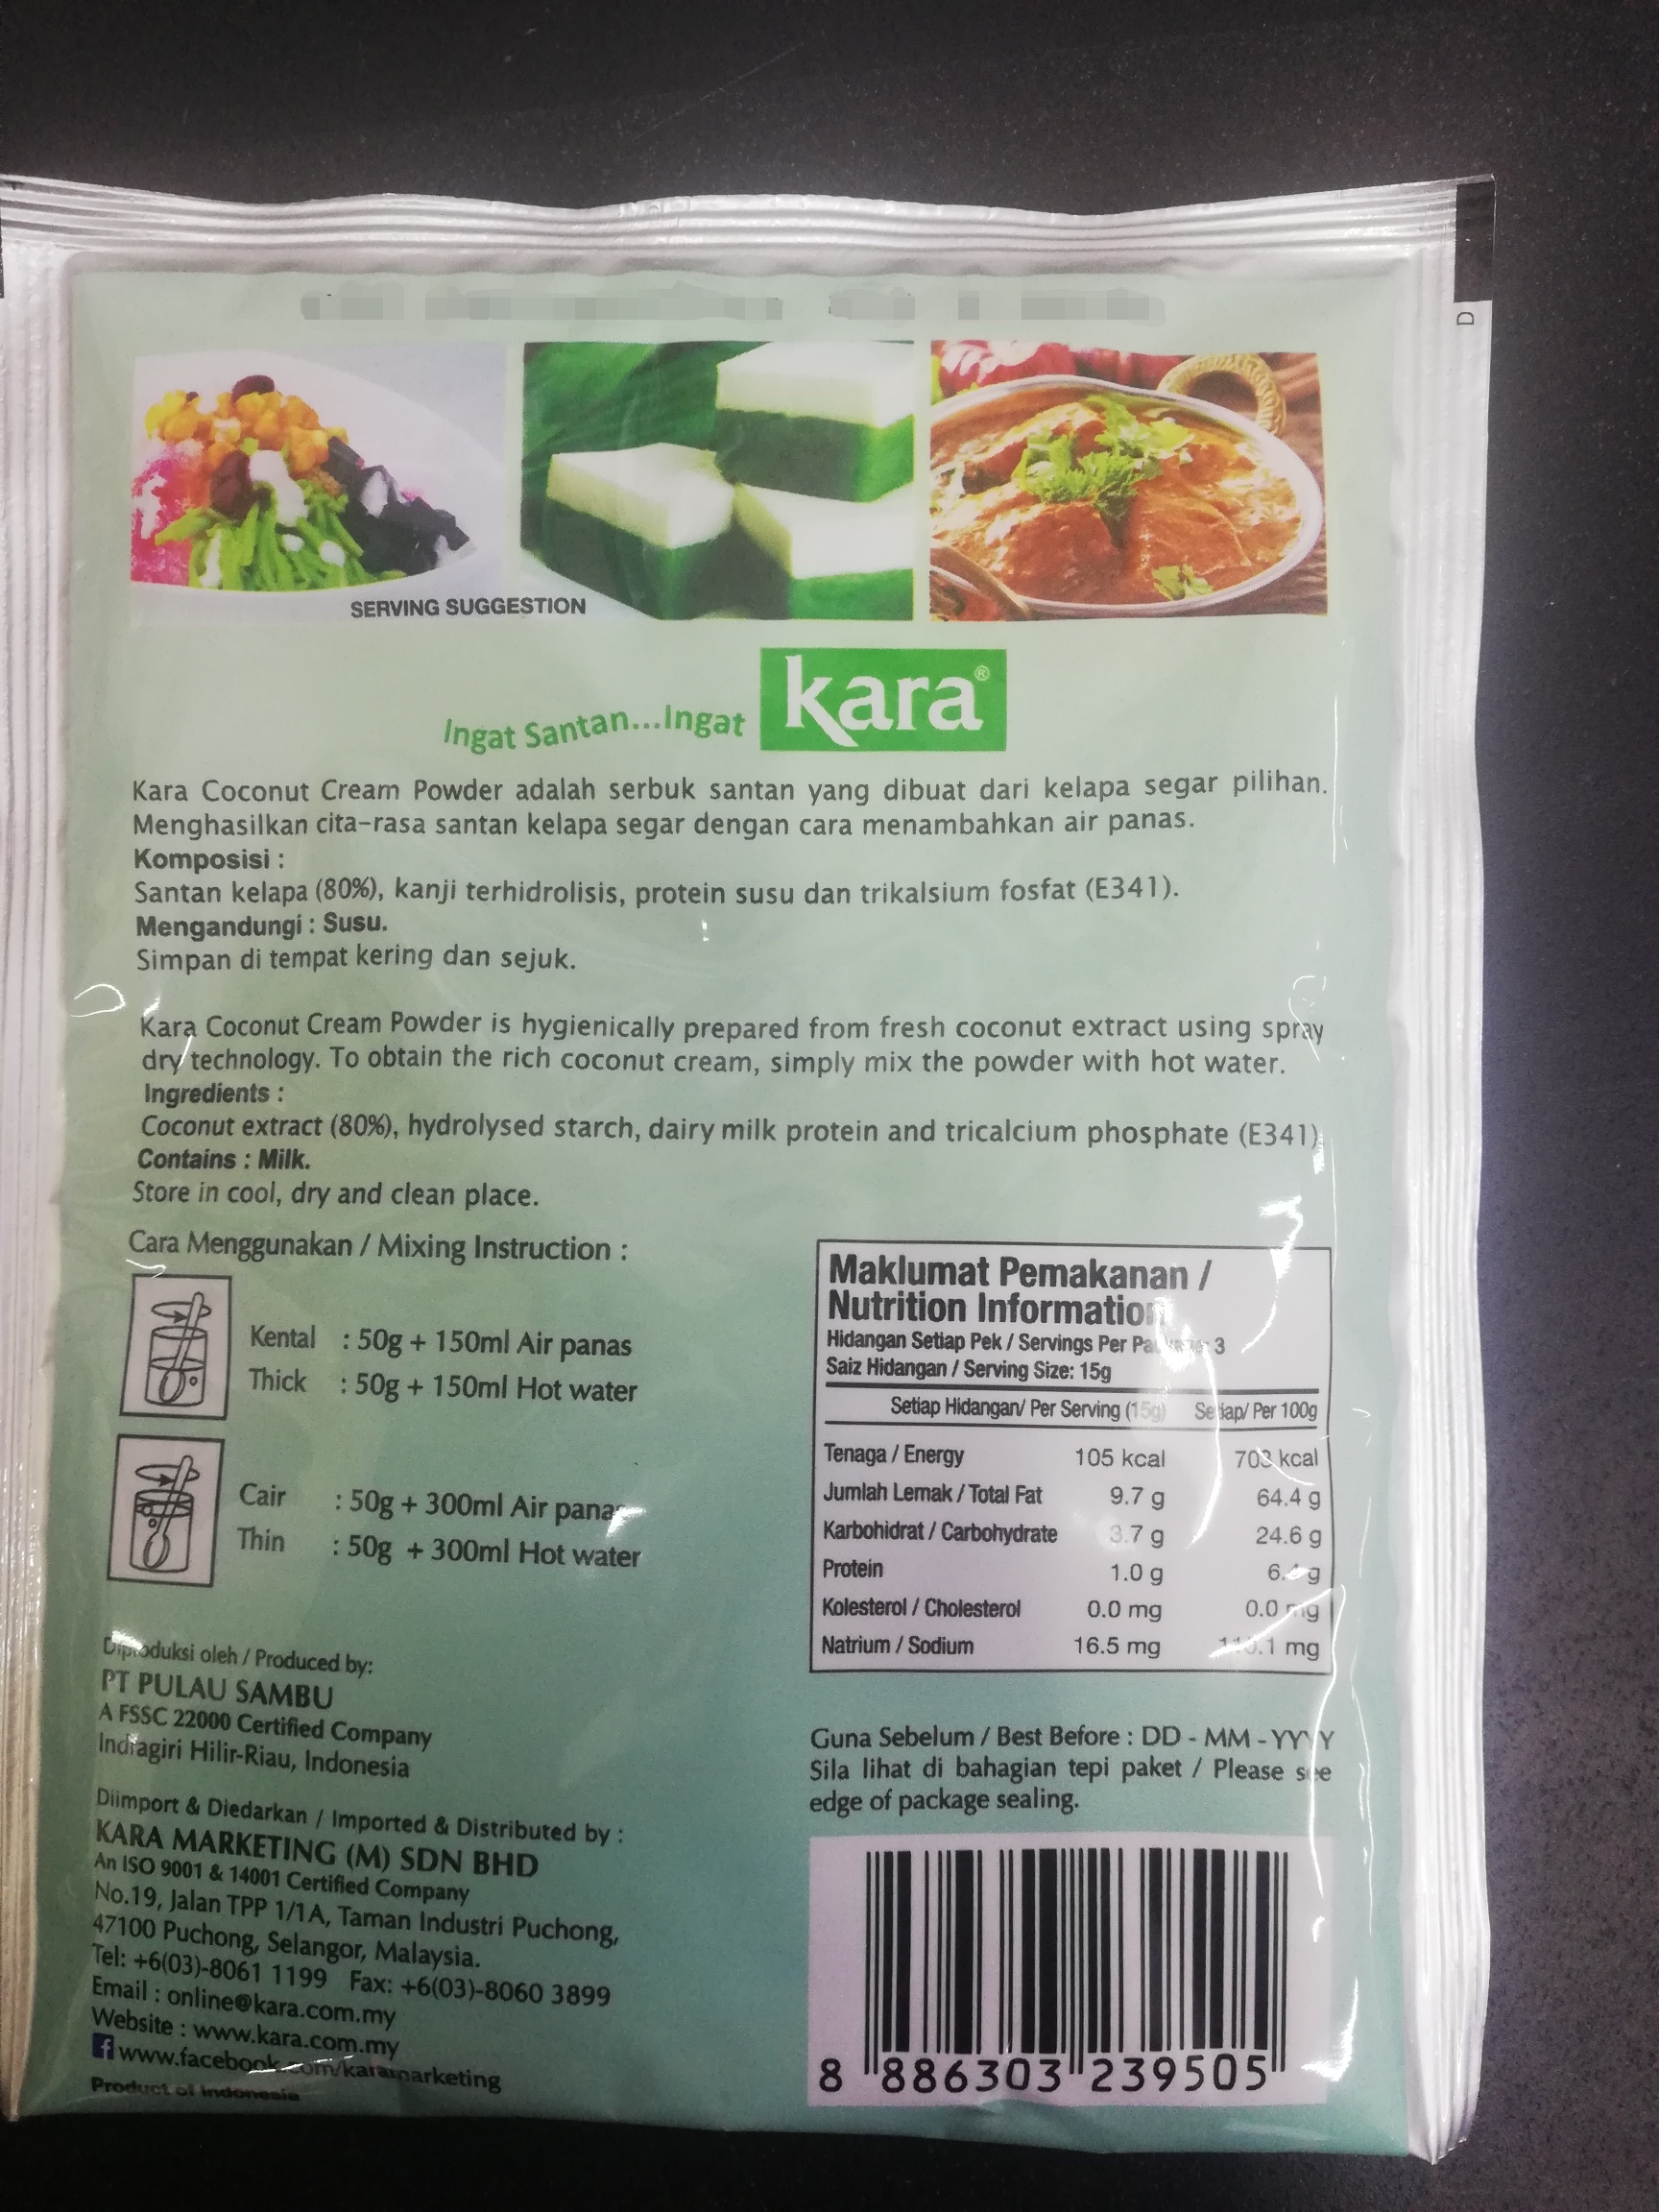 D
SERVING SUGGESTION
Ingat Santan...Ingat kara®
Kara Coconut Cream Powder adalah serbuk santan yang dibuat dari kelapa segar pilihan.
Menghasilkan cita-rasa santan kelapa segar dengan cara menambahkan air panas.
Komposisi :
Santan kelapa (80%), kanji terhidrolisis, protein susu dan trikalsium fosfat (E341).
Mengandungi : Susu.
Simpan di tempat kering dan sejuk.
Kara Coconut Cream Powder is hygienically prepared from fresh coconut extract using spray
dry technology. To obtain the rich coconut cream, simply mix the powder with hot water.
Ingredients :
Coconut extract (80%), hydrolysed starch, dairy milk protein and tricalcium phosphate (E341)
Contains : Milk.
Store in cool, dry and clean place.
Cara Menggunakan / Mixing Instruction :
Kental : 50g + 150ml Air panas
Thick : 50g + 150ml Hot water
Cair : 50g + 300ml Air panas
Thin : 50g + 300ml Hot water
Maklumat Pemakanan /
Nutrition Information
Hidangan Setiap Pek / Servings Per 3
Saiz Hidangan / Serving Size: 15g
Setiap Hidangan/ Per Serving (15g) Setiap/ Per 100g
Tenaga / Energy 105 kcal 703 kcal
Jumlah Lemak / Total Fat 9.7 g 64.4 g
Karbohidrat / Carbohydrate 3.7 g 24.6 g
Protein 1.0 g
Kolesterol / Cholesterol 0.0 mg 0.0 mg
Natrium / Sodium 16.5 mg mg
Diproduksi oleh / Produced by:
PT PULAU SAMBU
A FSSC 22000 Certified Company
Indragiri Hilir-Riau, Indonesia
Diimport & Diedarkan / Imported & Distributed by :
KARA MARKETING (M) SDN BHD
An ISO 9001 & 14001 Certified Company
No.19, Jalan TPP 1/1A, Taman Industri Puchong,
47100 Puchong, Selangor, Malaysia.
Tel: +6(03)-8061 1199 Fax: +6(03)-8060 3899
Email : online@kara.com.my
Website : www.kara.com.my
f www.facebook.com/karamarketing
Product of Indonesia
Guna Sebelum / Best Before : DD - MM - YYYY
Sila lihat di bahagian tepi paket / Please see
edge of package sealing.
8 886303 239505